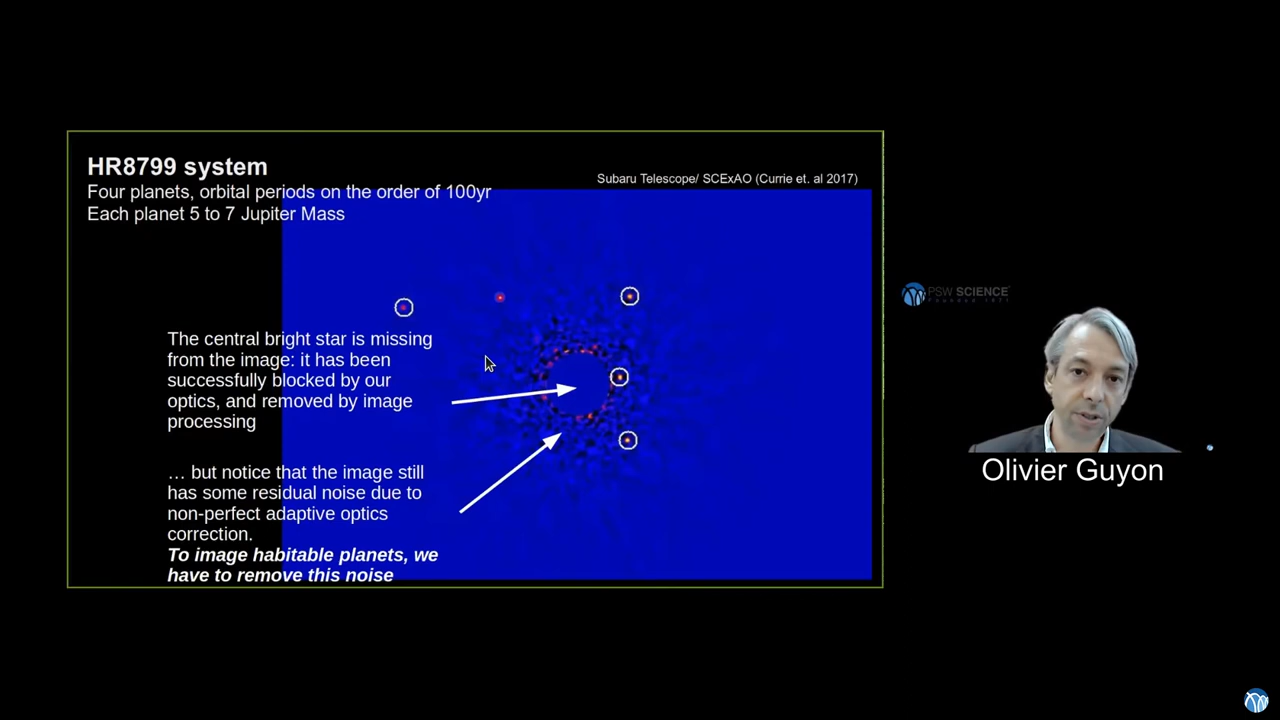 HR8799 system
Four planets, orbital periods on the order of 100yr
Each planet 5 to 7 Jupiter Mass
Subaru Telescope/ SCExAO (Currie et. al 2017)
The central bright star is missing
from the image: it has been
successfully blocked by our
optics, and removed by image
processing
… but notice that the image still
has some residual noise due to
non-perfect adaptive optics
correction.
To image habitable planets, we
have to remove this noise
PSW SCIENCE
Founded 1871
Olivier Guyon